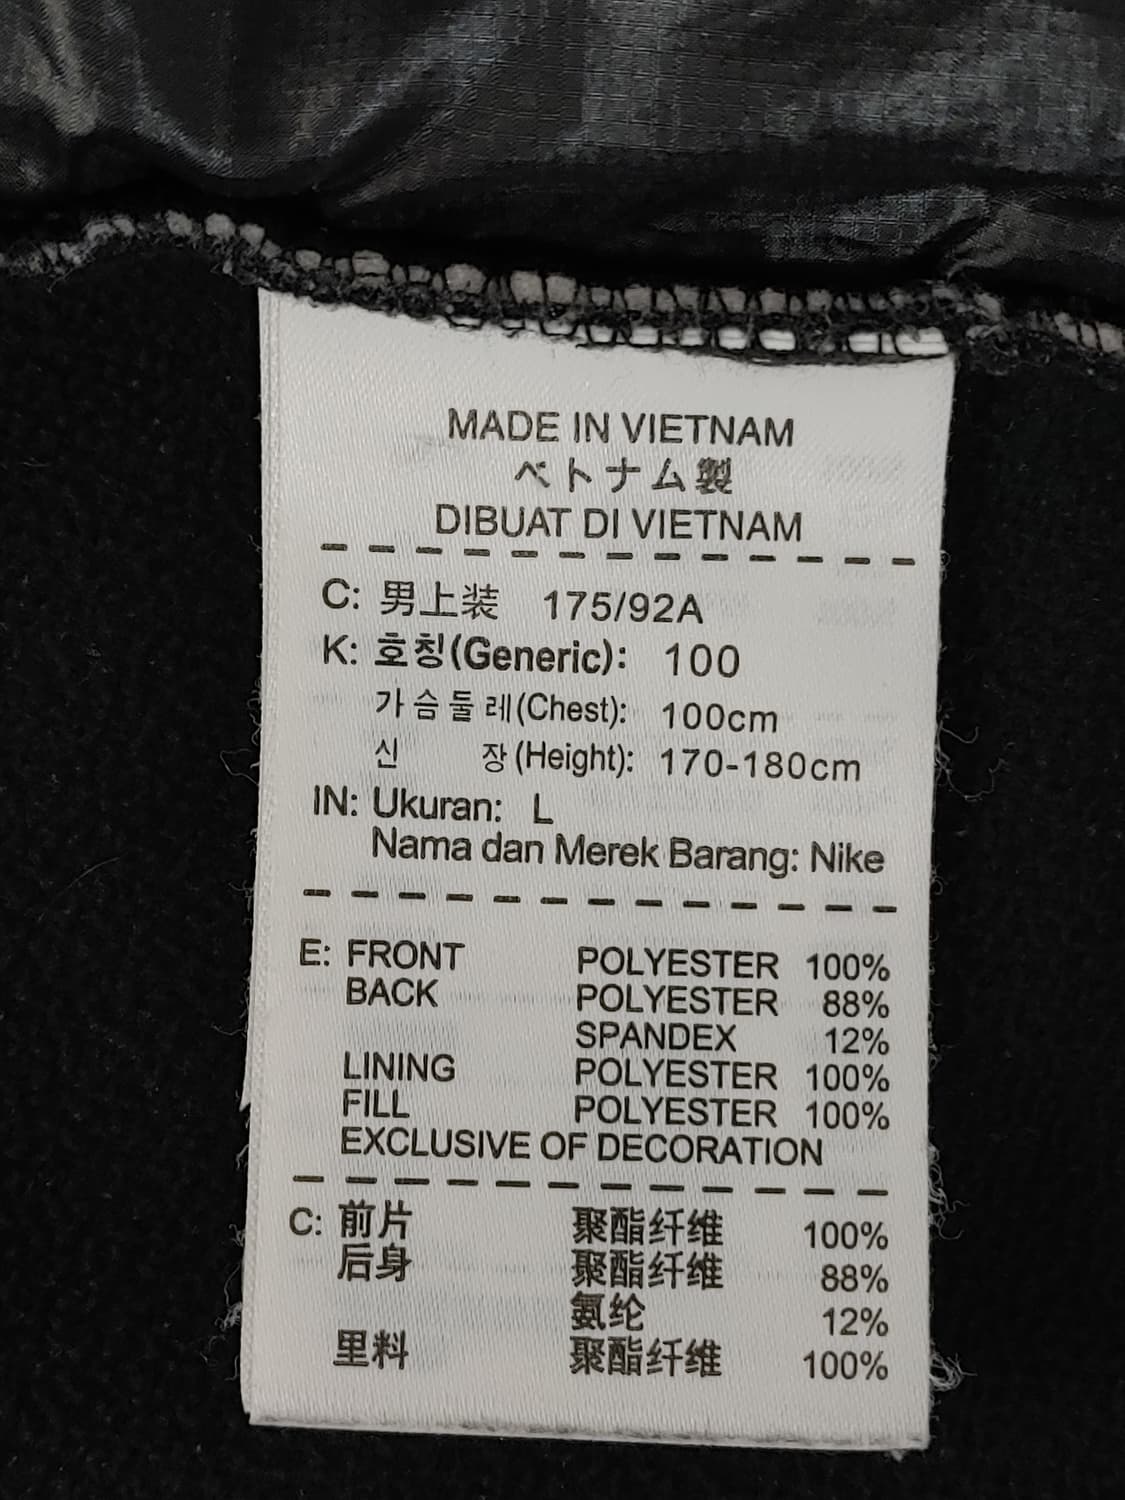 MADE IN VIETNAM
ベトナム製
DIBUAT DI VIETNAM
C: 男上装 175/92A
K: 호칭(Generic): 100
가슴둘레(Chest): 100cm
신 장(Height): 170-180cm
IN: Ukuran: L
Nama dan Merek Barang: Nike
E: FRONT POLYESTER 100%
BACK POLYESTER 88%
SPANDEX 12%
LINING POLYESTER 100%
FILL POLYESTER 100%
EXCLUSIVE OF DECORATION
C: 前片 聚酯纤维 100%
后身 聚酯纤维 88%
氨纶 12%
里料 聚酯纤维 100%